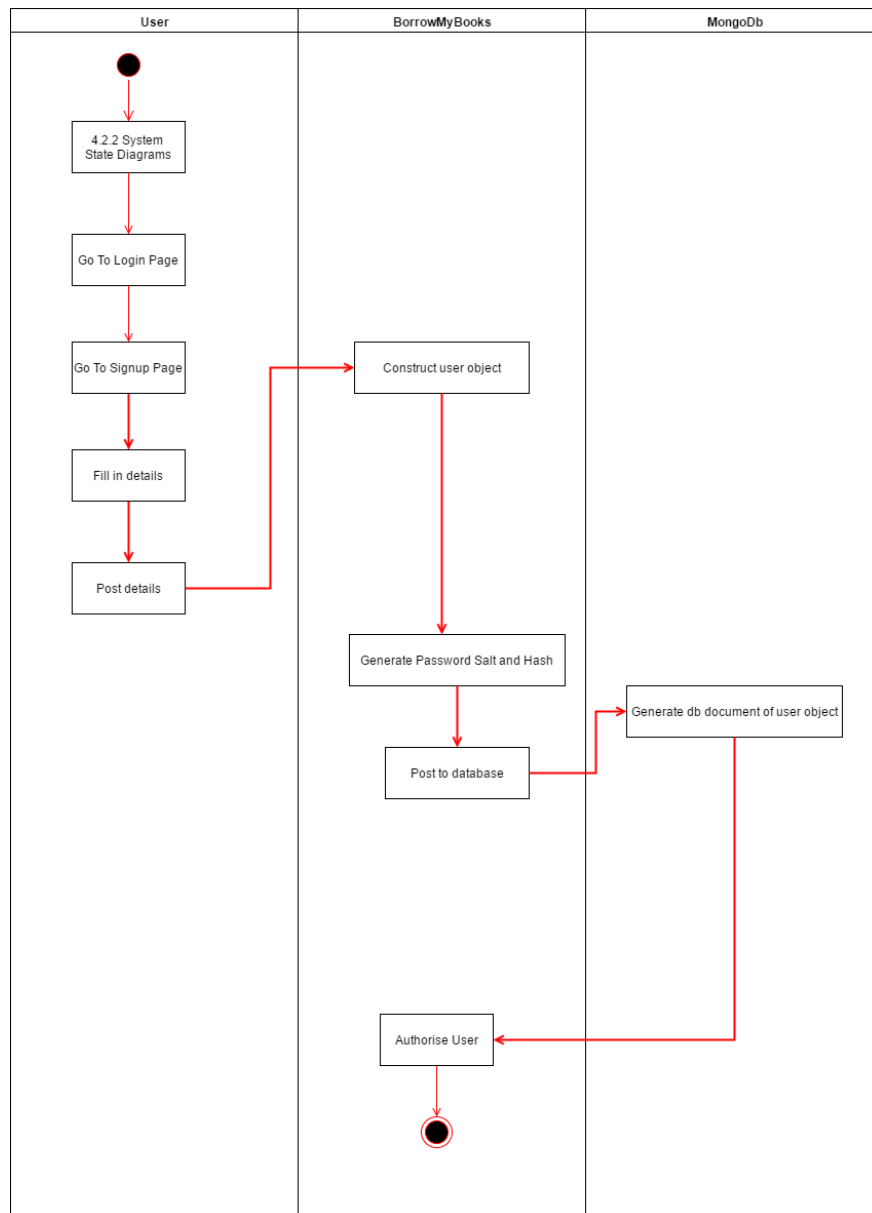 User
BorrowMyBooks
MongoDb
4.2.2 System
State Diagrams
Go To Login Page
Go To Signup Page
Construct user object
Fill in details
Post details
Generate Password Salt and Hash
Generate db document of user object
Post to database
Authorise User